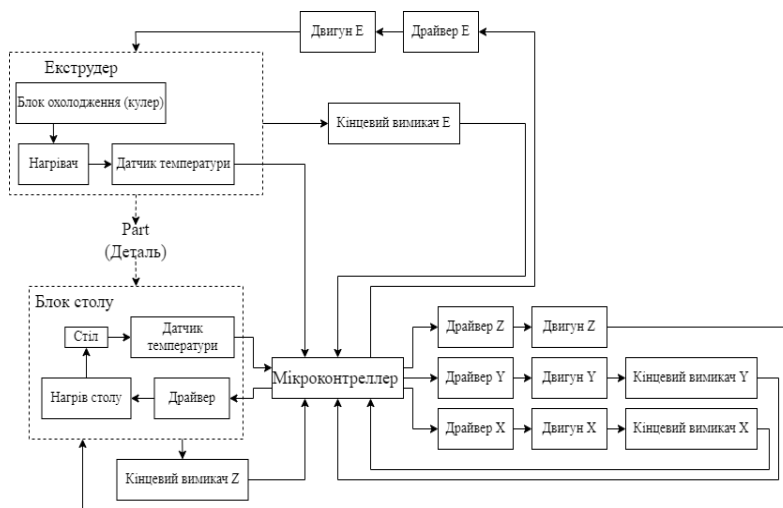 Двигун E
Драйвер E
Екструдер
Блок охолодження (кулер)
Кінцевий вимикач E
Нагрівач
Датчик температури
Part
(Деталь)
Блок столу
Стіл
Датчик
температури
Нагрів столу
Драйвер
Мікроконтреллер
Драйвер Z
Двигун Z
Драйвер Y
Двигун Y
Кінцевий вимикач Y
Драйвер X
Двигун X
Кінцевий вимикач X
Кінцевий вимикач Z